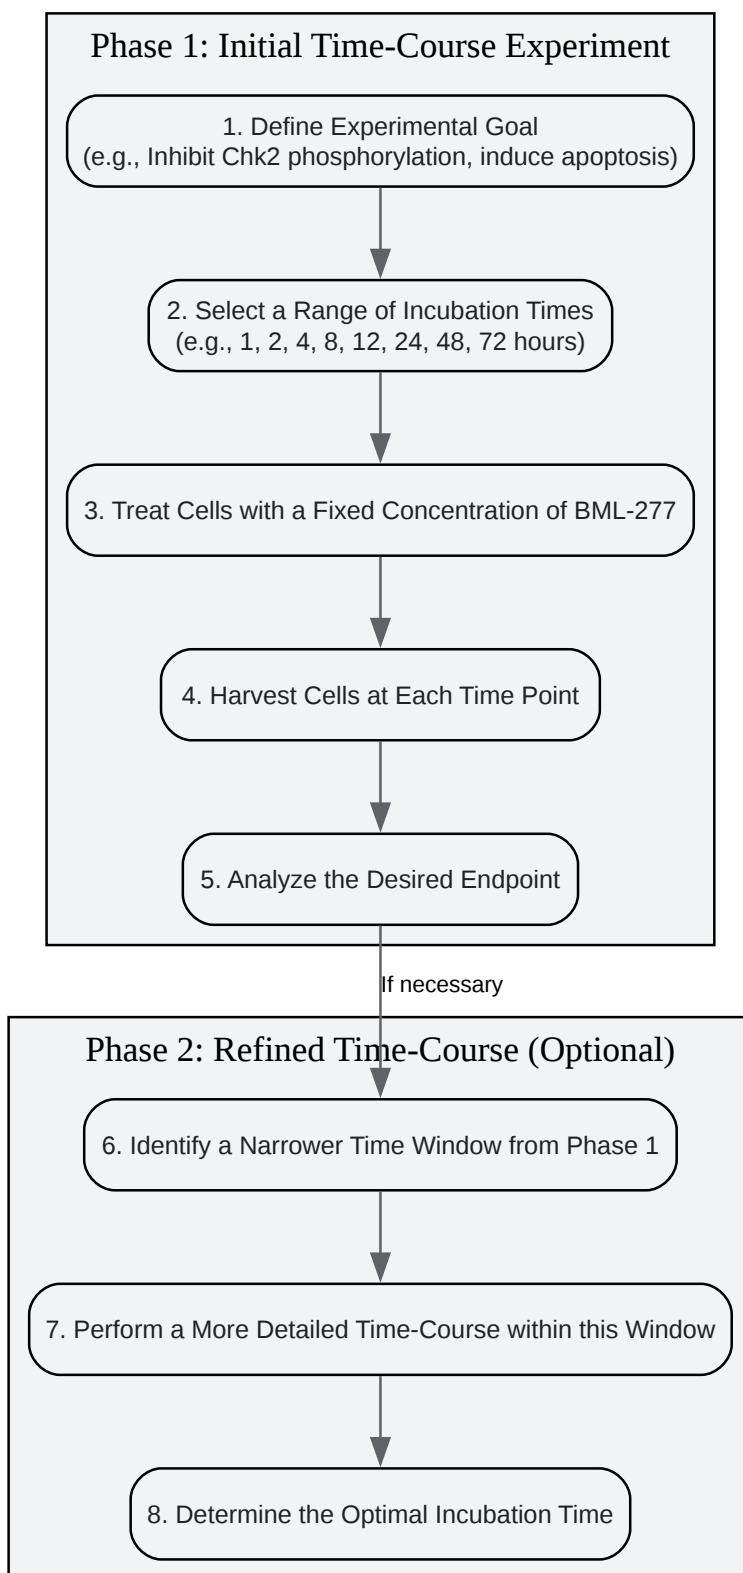 Phase 1: Initial Time-Course Experiment
1. Define Experimental Goal
(e.g., Inhibit Chk2 phosphorylation, induce apoptosis)
2. Select a Range of Incubation Times
(e.g., 1, 2, 4, 8, 12, 24, 48, 72 hours)
3. Treat Cells with a Fixed Concentration of BML-277
4. Harvest Cells at Each Time Point
5. Analyze the Desired Endpoint
If necessary
Phase 2: Refined Time-Course (Optional)
6. Identify a Narrower Time Window from Phase 1
7. Perform a More Detailed Time-Course within this Window
8. Determine the Optimal Incubation Time